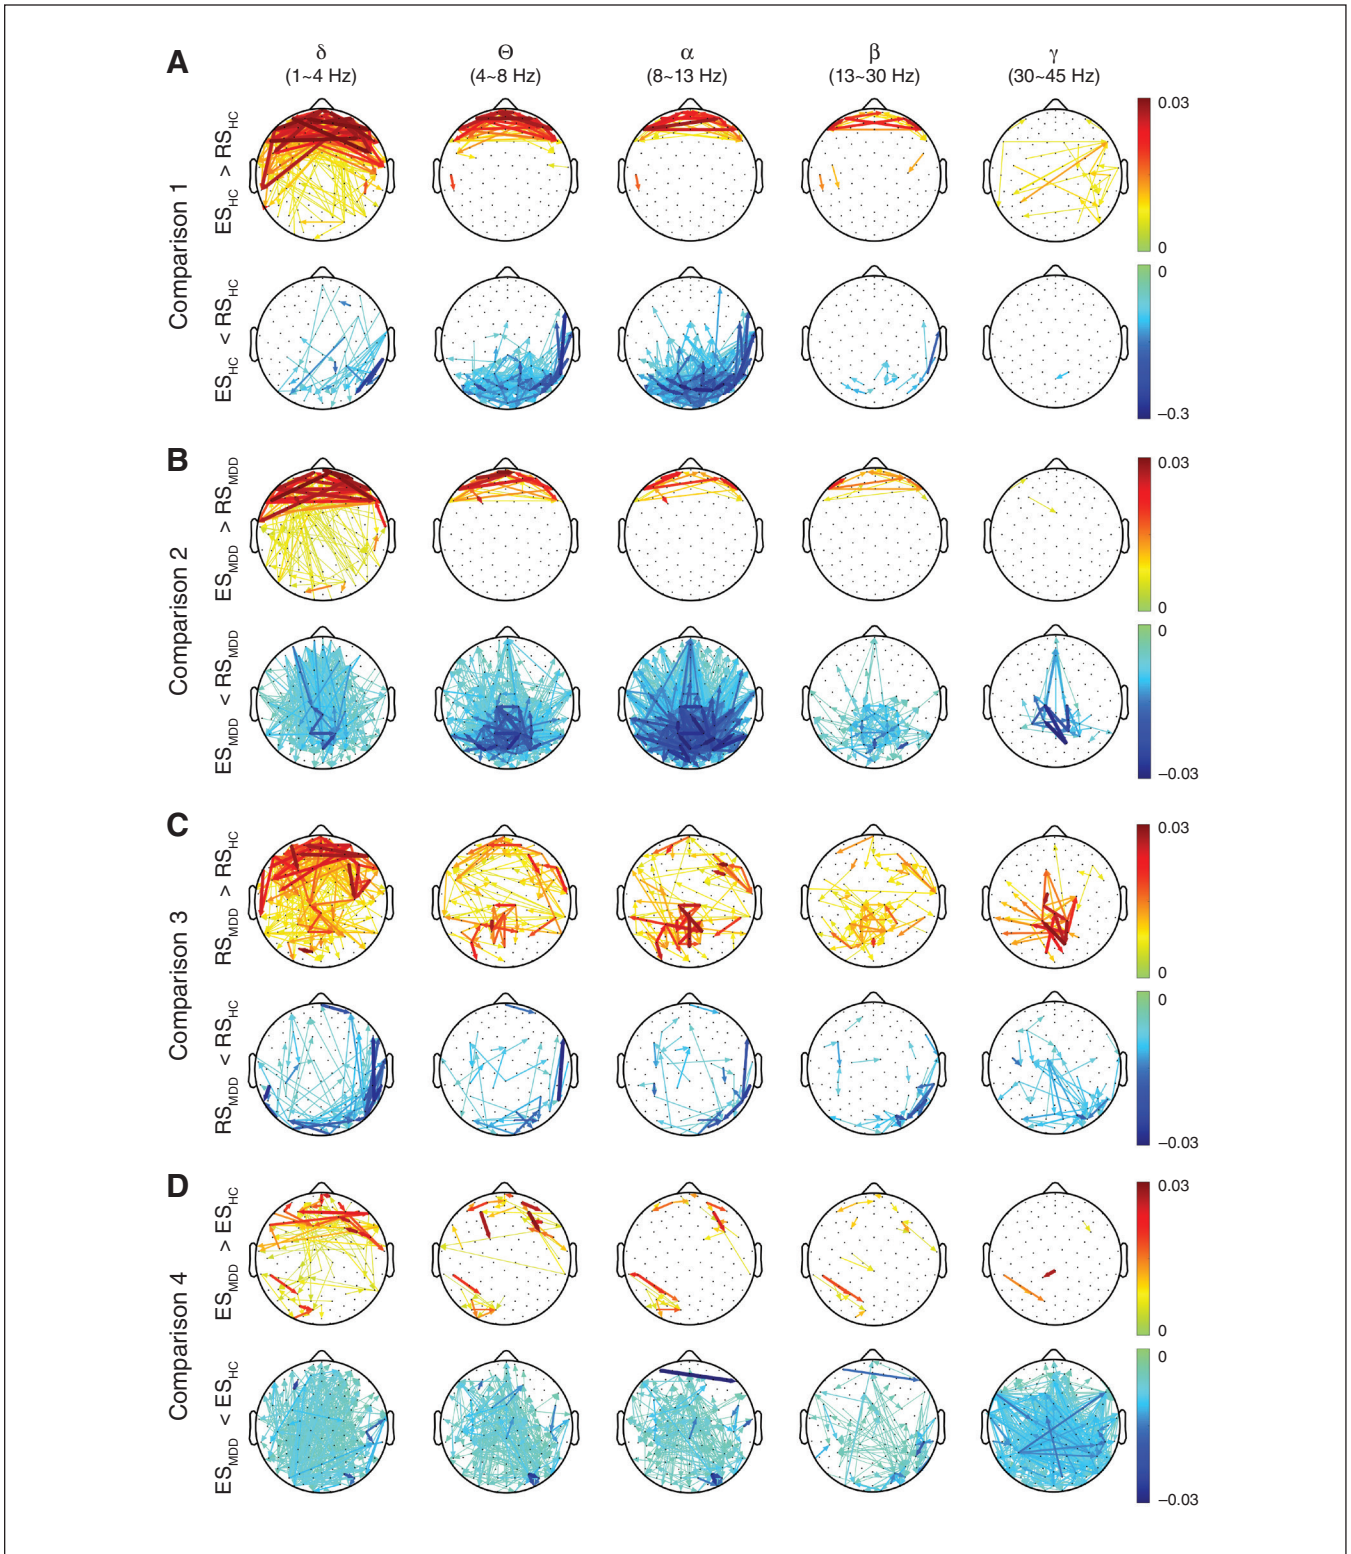 A
δ
(1~4 Hz)
Θ
(4~8 Hz)
α
(8~13 Hz)
β
(13~30 Hz)
γ
(30~45 Hz)
Comparison 1
ES_HC > RS_HC
0.03
0
ES_HC < RS_HC
0
–0.3
B
Comparison 2
ES_MDD > RS_MDD
0.03
0
ES_MDD < RS_MDD
0
–0.03
C
Comparison 3
RS_MDD > RS_HC
0.03
0
RS_MDD < RS_HC
0
–0.03
D
Comparison 4
ES_MDD > ES_HC
0.03
0
ES_MDD < ES_HC
0
–0.03